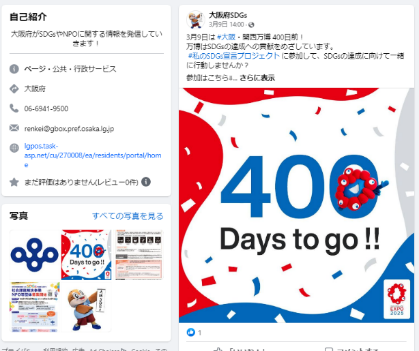 自己紹介
大阪府がSDGsやNPOに関する情報を発信してい
きます！
ページ・公共・行政サービス
大阪府
06-6941-9500
renkei@gbox.pref.osaka.lg.jp
lgpos.task-
asp.net/cu/270008/ea/residents/portal/hom
e
まだ評価はありません(レビュー0件)
写真
すべての写真を見る
400
Days to go !!
大阪府SDGs
3月9日 14:00
3月9日は #大阪・関西万博 400日前！
万博はSDGsの達成への貢献をめざしています。
#私のSDGs宣言プロジェクト に参加して、SDGsの達成に向けて一緒
に行動しませんか？
参加はこちら... さらに表示
400
Days to go !!
EXPO
2025
1